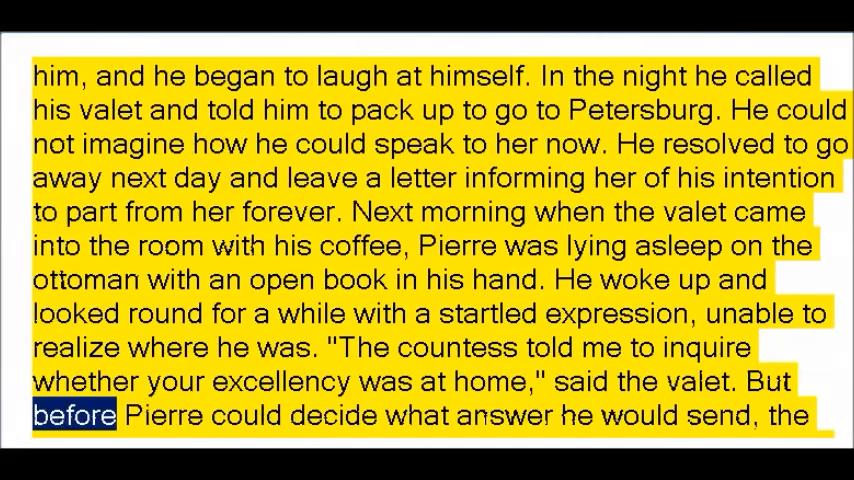 him, and he began to laugh at himself. In the night he called
his valet and told him to pack up to go to Petersburg. He could
not imagine how he could speak to her now. He resolved to go
away next day and leave a letter informing her of his intention
to part from her forever. Next morning when the valet came
into the room with his coffee, Pierre was lying asleep on the
ottoman with an open book in his hand. He woke up and
looked round for a while with a startled expression, unable to
realize where he was. "The countess told me to inquire
whether your excellency was at home," said the valet. But
before Pierre could decide what answer he would send, the